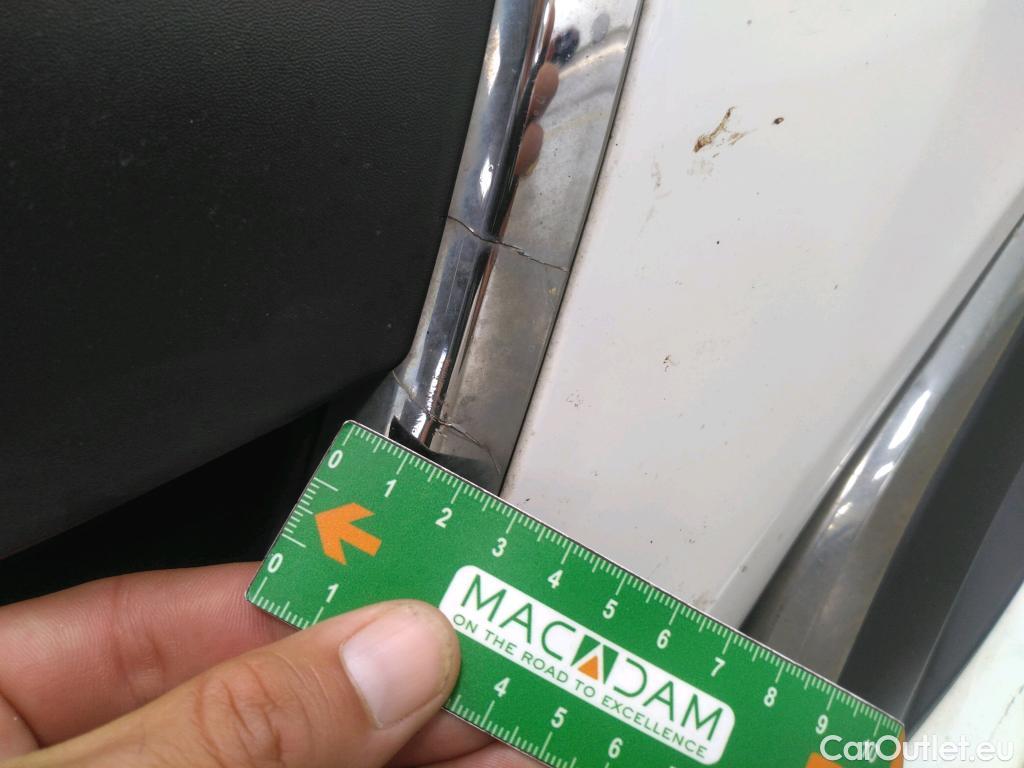 0 1 2 3 4 5 6 7 8 9 10
MACADAM
ON THE ROAD TO EXCELLENCE
0 1 4 5 6
CarOutlet.eu